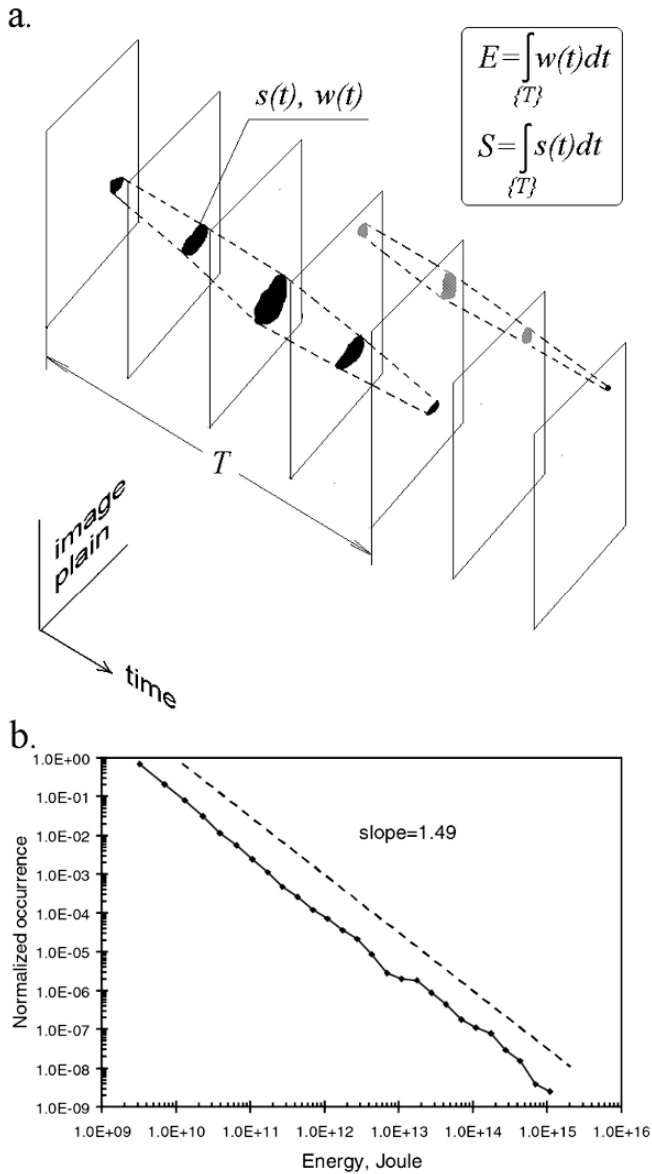 a.
E=∫w(t)dt
{T}
s(t), w(t)
S=∫s(t)dt
{T}
T
image
plain
time
b.
1.0E+00
1.0E-01
1.0E-02
1.0E-03
1.0E-04
1.0E-05
1.0E-06
1.0E-07
1.0E-08
1.0E-09
Normalized occurrence
slope=1.49
1.0E+09 1.0E+10 1.0E+11 1.0E+12 1.0E+13 1.0E+14 1.0E+15 1.0E+16
Energy, Joule